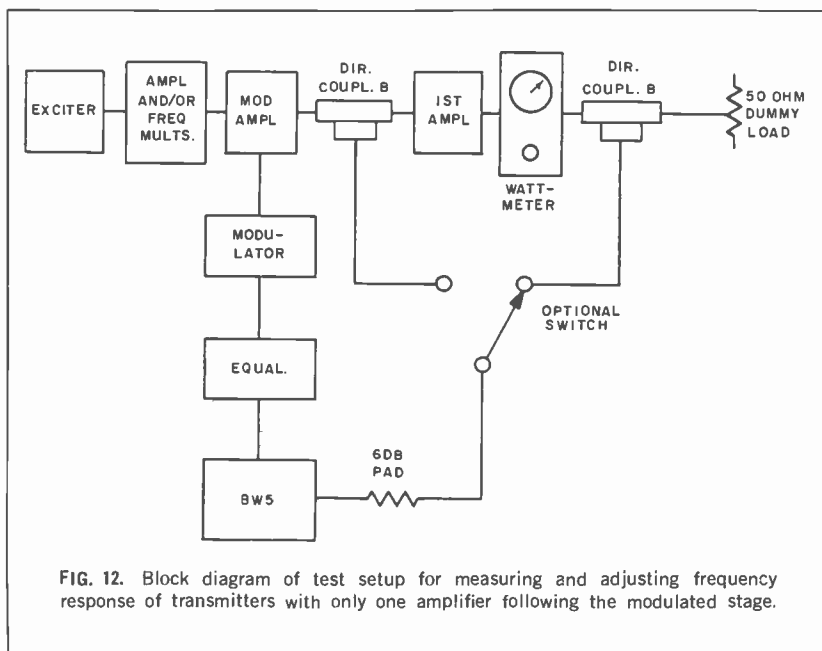 EXCITER
AMPL
AND/OR
FREQ
MULTS.
MOD
AMPL
DIR.
COUPL. B
1ST
AMPL
WATT-
METER
DIR.
COUPL. B
50 OHM
DUMMY
LOAD
MODU-
LATOR
OPTIONAL
SWITCH
EQUAL.
6DB
PAD
BW5
FIG. 12. Block diagram of test setup for measuring and adjusting frequency
response of transmitters with only one amplifier following the modulated stage.